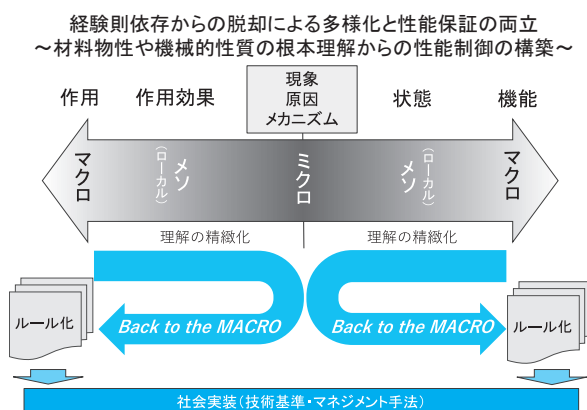 経験則依存からの脱却による多様化と性能保証の両立
～材料物性や機械的性質の根本理解からの性能制御の構築～
現象
原因
メカニズム
作用
作用効果
状態
機能
マクロ
メソ
(ローカル)
ミクロ
メソ
(ローカル)
マクロ
理解の精緻化
理解の精緻化
ルール化
Back to the MACRO
Back to the MACRO
ルール化
社会実装(技術基準・マネジメント手法)